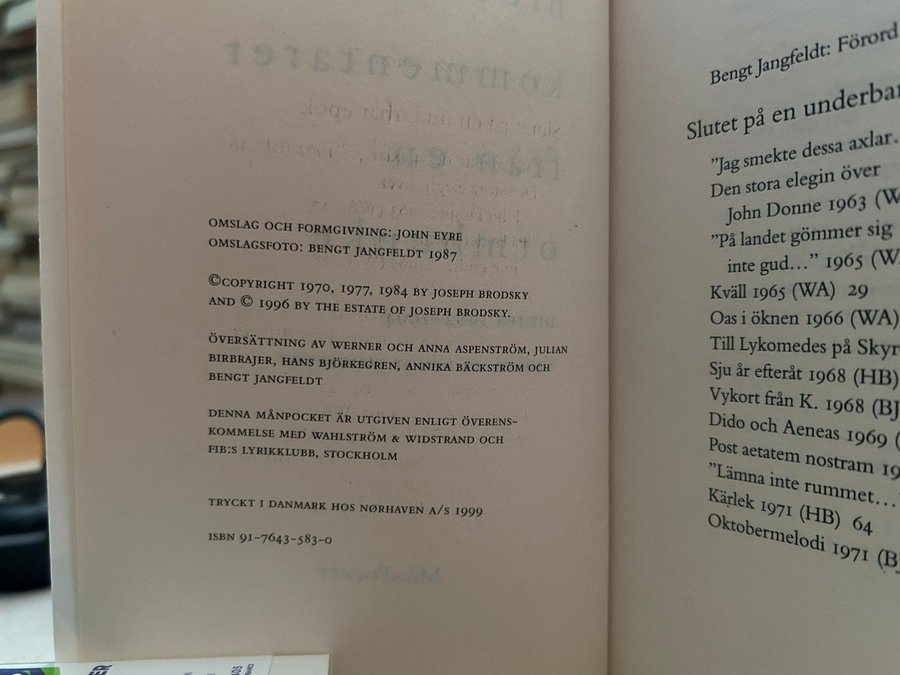 OMSLAG OCH FORMGIVNING: JOHN EYRE
OMSLAGSFOTO: BENGT JANGFELDT 1987
©COPYRIGHT 1970, 1977, 1984 BY JOSEPH BRODSKY
AND © 1996 BY THE ESTATE OF JOSEPH BRODSKY.
ÖVERSÄTTNING AV WERNER OCH ANNA ASPENSTRÖM, JULIAN
BIRBRAJER, HANS BJÖRKEGREN, ANNIKA BÄCKSTRÖM OCH
BENGT JANGFELDT
DENNA MÅNPOCKET ÄR UTGIVEN ENLIGT ÖVERENS-
KOMMELSE MED WAHLSTRÖM & WIDSTRAND OCH
FIB:S LYRIKKLUBB, STOCKHOLM
TRYCKT I DANMARK HOS NØRHAVEN A/S 1999
ISBN 91-7643-583-0
Bengt Jangfeldt: Förord
Slutet på en underbar
”Jag smekte dessa axlar…
Den stora elegin över
John Donne 1963 (W
”På landet gömmer sig
inte gud…” 1965 (W
Kväll 1965 (WA) 29
Oas i öknen 1966 (WA)
Till Lykomedes på Skyr
Sju år efteråt 1968 (HB)
Vykort från K. 1968 (BJ
Dido och Aeneas 1969 (
Post aetatem nostram 19
”Lämna inte rummet…”
Kärlek 1971 (HB) 64
Oktobermelodi 1971 (BJ